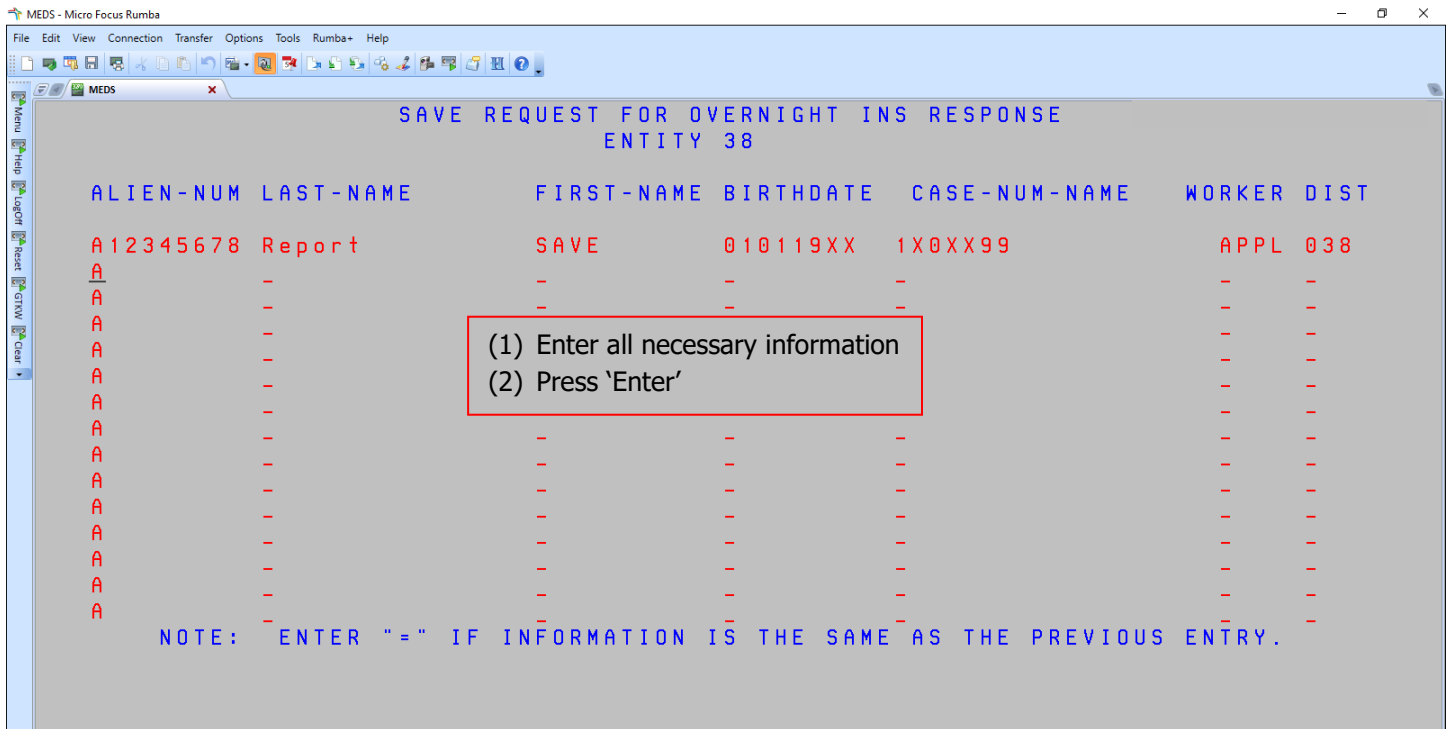 MEDS - Micro Focus Rumba
File Edit View Connection Transfer Options Tools Rumba+ Help
MEDS
Menu
Help
LogOff
Reset
GTKW
Clear
SAVE REQUEST FOR OVERNIGHT INS RESPONSE
ENTITY 38
ALIEN-NUM LAST-NAME FIRST-NAME BIRTHDATE CASE-NUM-NAME WORKER DIST
A12345678 Report SAVE 010119XX 1X0XX99 APPL 038
A _ _ _ _ _ _
A _ _ _ _ _ _
A _ _ _
A _ _ _
A _ _ _
A _ _ _
A _ _ _ _ _ _
A _ _ _ _ _ _
A _ _ _ _ _ _
A _ _ _ _ _ _
A _ _ _ _ _ _
A _ _ _ _ _ _
A _ _ _ _ _ _
A _ _ _ _ _ _
(1) Enter all necessary information
(2) Press ‘Enter’
NOTE: ENTER "=" IF INFORMATION IS THE SAME AS THE PREVIOUS ENTRY.